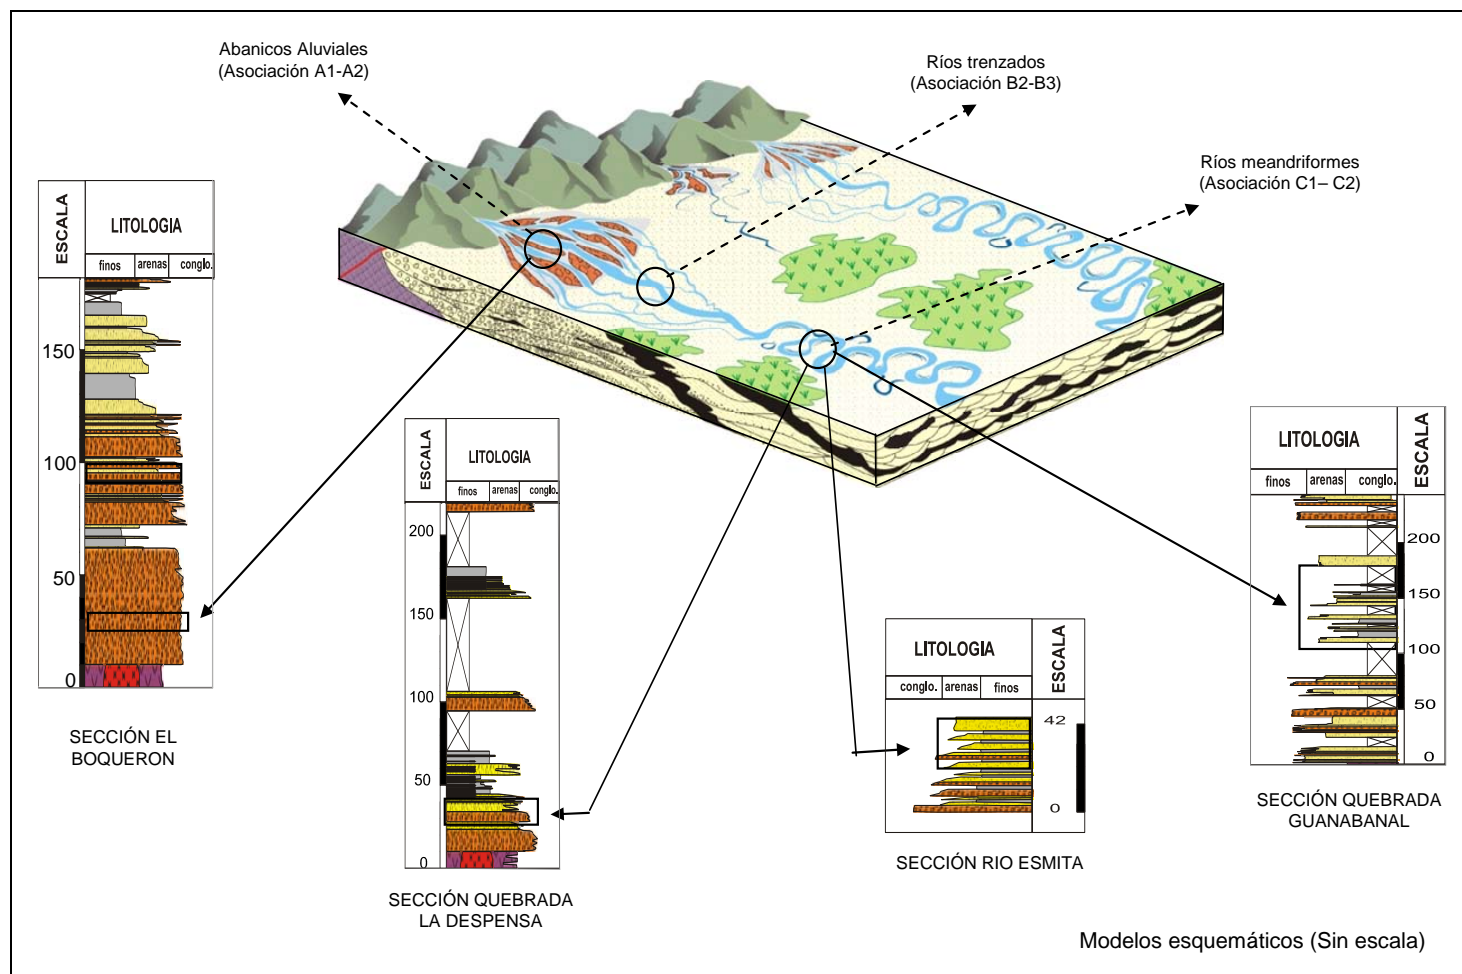 Abanicos Aluviales
(Asociación A1-A2)
Ríos trenzados
(Asociación B2-B3)
Ríos meandriformes
(Asociación C1– C2)
ESCALA
LITOLOGIA
finos
arenas
conglo.
150
100
50
0
SECCIÓN EL
BOQUERON
ESCALA
LITOLOGIA
finos
arenas
conglo.
200
150
100
50
0
SECCIÓN QUEBRADA
LA DESPENSA
LITOLOGIA
ESCALA
conglo.
arenas
finos
42
0
SECCIÓN RIO ESMITA
LITOLOGIA
ESCALA
finos
arenas
conglo.
200
150
100
50
0
SECCIÓN QUEBRADA
GUANABANAL
Modelos esquemáticos (Sin escala)